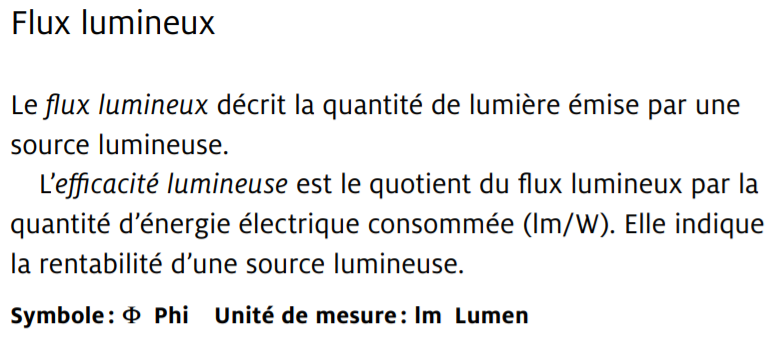 Flux lumineux
Le flux lumineux décrit la quantité de lumière émise par une
source lumineuse.
L’efficacité lumineuse est le quotient du flux lumineux par la
quantité d’énergie électrique consommée (lm/W). Elle indique
la rentabilité d’une source lumineuse.
Symbole: Φ Phi Unité de mesure: lm Lumen